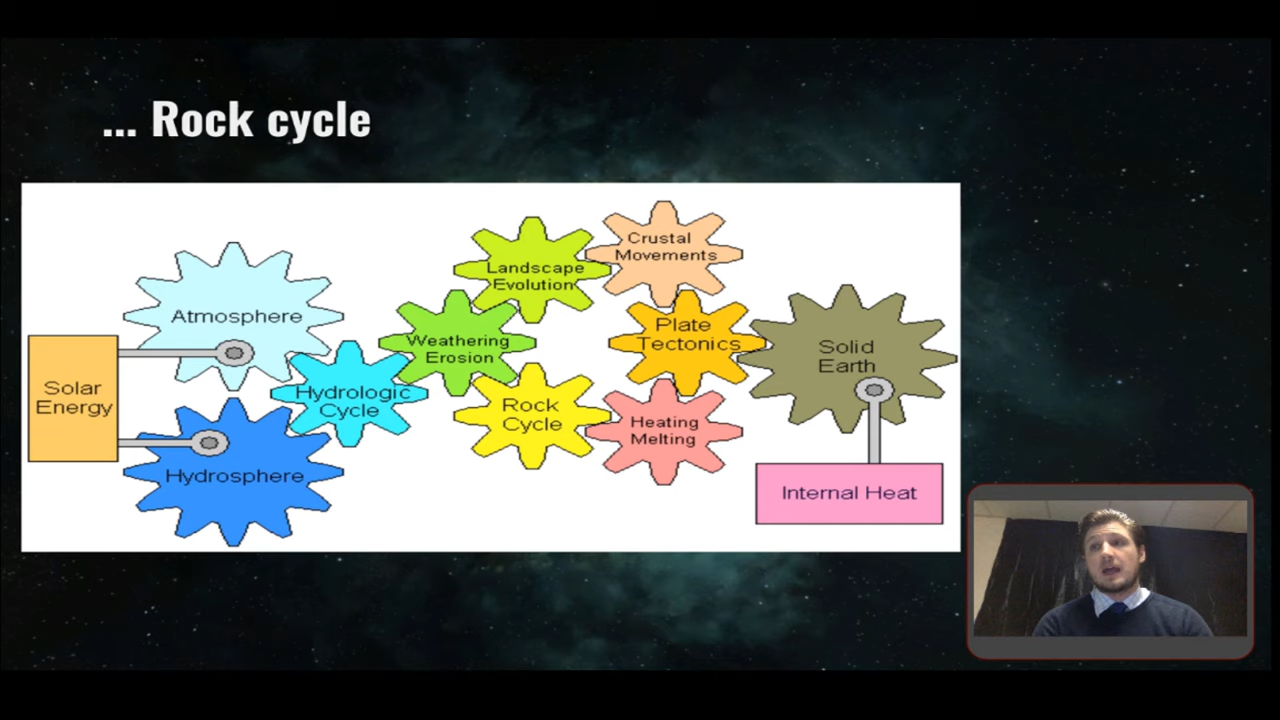 ... Rock cycle
Solar
Energy
Atmosphere
Hydrosphere
Hydrologic
Cycle
Weathering
Erosion
Landscape
Evolution
Rock
Cycle
Crustal
Movements
Plate
Tectonics
Heating
Melting
Solid
Earth
Internal Heat